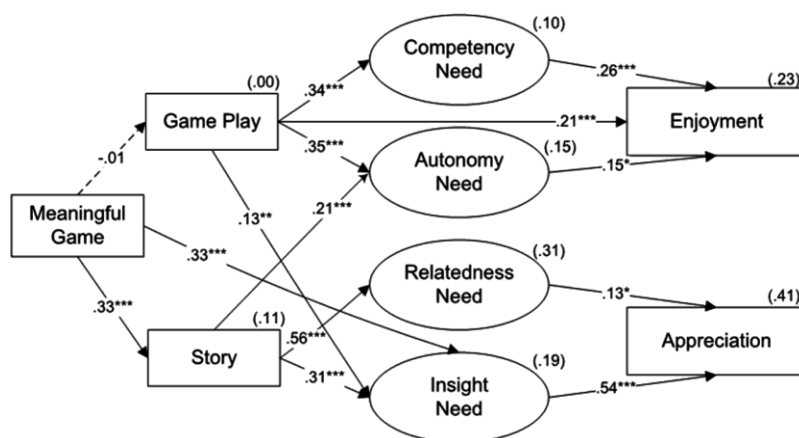 (.10)
Competency
Need
.26***
(.23)
Enjoyment
(.00)
Game Play
.34***
.21***
.35***
(.15)
Autonomy
Need
.15*
-.01
Meaningful
Game
.13**
.21***
.33***
(.31)
Relatedness
Need
.13*
(.41)
Appreciation
.33***
(.11)
Story
.56***
.31***
(.19)
Insight
Need
.54***